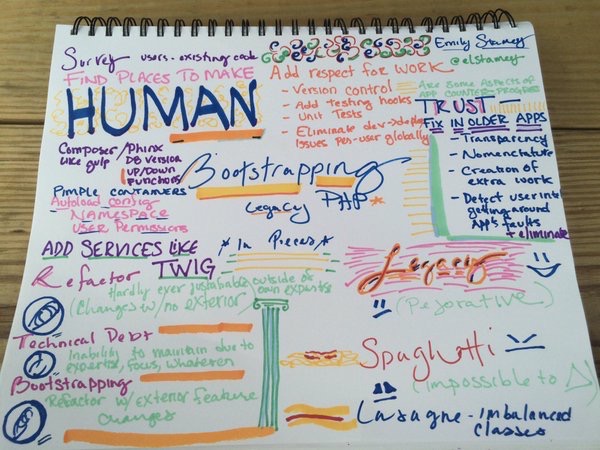 Survey users - existing code
FIND PLACES TO MAKE
HUMAN
Composer / Phinx
like gulp DB version
up/down
functions
Pimple containers
Autoload config
NAMESPACE
USER Permissions
ADD SERVICES LIKE
TWIG
Emily Stamey
@elstamey
Add respect for WORK
- Version control
- Add testing hooks
- Unit Tests
- Eliminate dev->deploy
issues per-user globally
Are some aspects of
app counter-progress
TRUST
FIX IN OLDER APPS
- Transparency
- Nomenclature
- Creation of
extra work
- Detect user intent
getting around
App's faults
+ eliminate
Bootstrapping
Legacy PHP
* In Pieces *
Refactor
Hardly ever justifiable outside of
own expertise
(Changes w/ no exterior)
Technical Debt
Inability to maintain due to
expertise, focus, whatever
Bootstrapping
Refactor w/ exterior feature
changes
Legacy
(Pejorative)
Spaghetti
(impossible to Δ)
Lasagne - imbalanced
classes